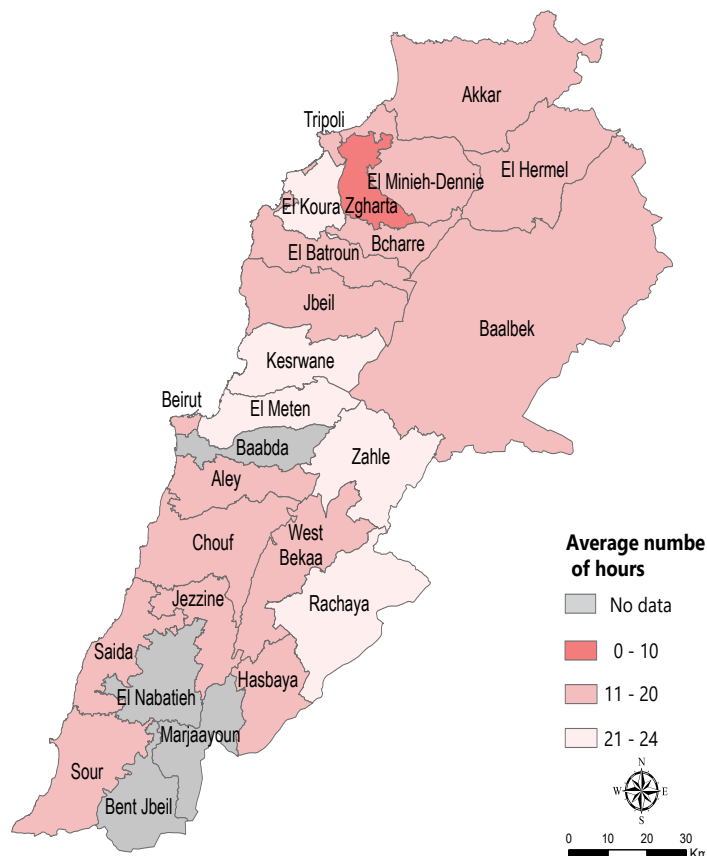 Akkar
Tripoli
El Hermel
El Minieh-Dennie
El Koura
Zgharta
Bcharre
El Batroun
Jbeil
Baalbek
Kesrwane
Beirut
El Meten
Baabda
Zahle
Aley
West
Bekaa
Chouf
Jezzine
Rachaya
Saida
Hasbaya
El Nabatieh
Marjaayoun
Sour
Bent Jbeil
Average numbe
of hours
No data
0 - 10
11 - 20
21 - 24
N
W E
S
0 10 20 30
Km